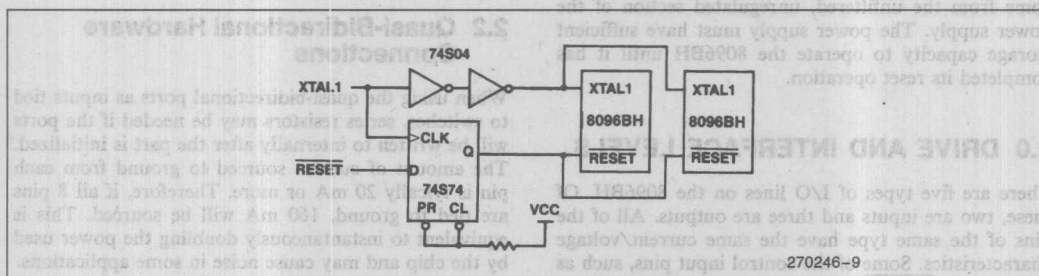 ome from the unfiltered, unregulated section of the
ower supply. The power supply must have sufficient
orage capacity to operate the 8096BH until it has
ompleted its reset operation.
.0 DRIVE AND INTERFACE LEVELS
here are five types of I/O lines on the 8096BH. Of
hese, two are inputs and three are outputs. All of the
ins of the same type have the same current/voltage
haracteristics. Some of the control input pins, such as
2.2 Quasi-Bidirectional Hardware
Connections
When using the quasi-bidirectional ports as inputs tied
to switches, series resistors may be needed if the ports
will be written to internally after the part is initialized.
The amount of current sourced to ground from each
pin is typically 20 mA or more. Therefore, if all 8 pins
are tied to ground, 160 mA will be sourced. This is
equivalent to instantaneously doubling the power used
by the chip and may cause noise in some applications.
74S04
XTAL1
CLK
Q
RESET
D
74S74
PR CL
VCC
XTAL1
8096BH
RESET
XTAL1
8096BH
RESET
270246-9